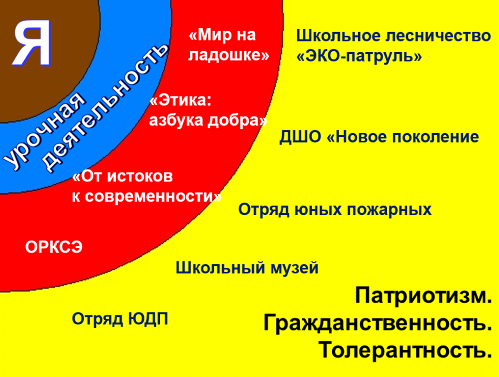 Я
урочная
деятельность
«Мир на
ладошке»
«Этика:
азбука добра»
«От истоков
к современности»
ОРКСЭ
Школьное лесничество
«ЭКО-патруль»
ДШО «Новое поколение
Отряд юных пожарных
Школьный музей
Отряд ЮДП
Патриотизм.
Гражданственность.
Толерантность.